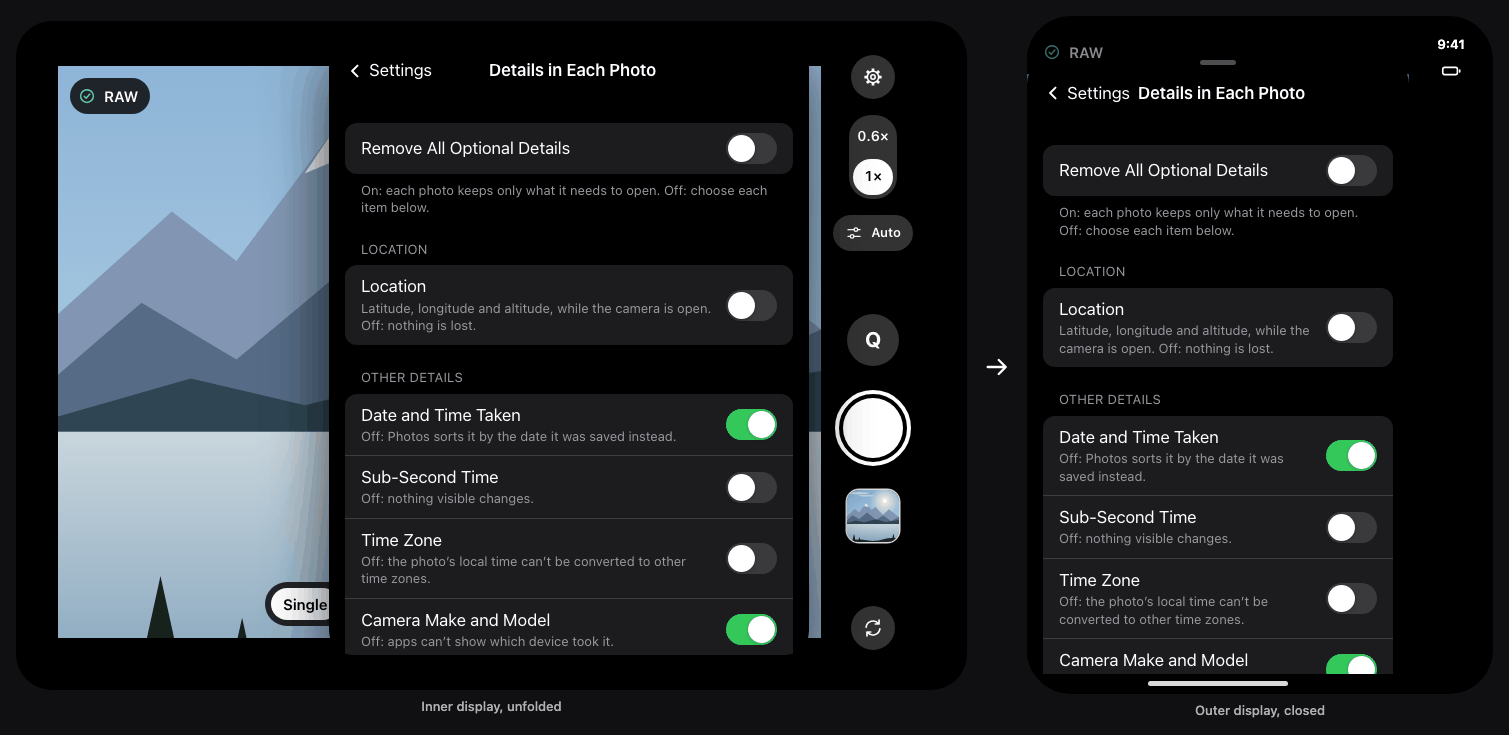 RAW
Settings
Details in Each Photo
Remove All Optional Details
On: each photo keeps only what it needs to open. Off: choose each
item below.
LOCATION
Location
Latitude, longitude and altitude, while the camera is open.
Off: nothing is lost.
OTHER DETAILS
Date and Time Taken
Off: Photos sorts it by the date it was saved instead.
Sub-Second Time
Off: nothing visible changes.
Time Zone
Off: the photo’s local time can’t be converted to other
time zones.
Camera Make and Model
Off: apps can’t show which device took it.
Single
0.6×
1×
Auto
Q
Inner display, unfolded
RAW
9:41
Settings
Details in Each Photo
Remove All Optional Details
On: each photo keeps only what it needs to open.
Off: choose each item below.
LOCATION
Location
Latitude, longitude and altitude, while the
camera is open. Off: nothing is lost.
OTHER DETAILS
Date and Time Taken
Off: Photos sorts it by the date it was
saved instead.
Sub-Second Time
Off: nothing visible changes.
Time Zone
Off: the photo’s local time can’t be
converted to other time zones.
Camera Make and Model
Outer display, closed